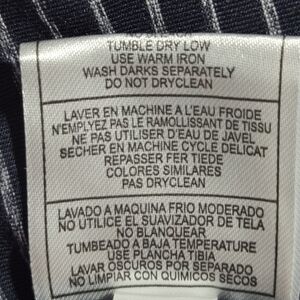 NO BLEACH
TUMBLE DRY LOW
USE WARM IRON
WASH DARKS SEPARATELY
DO NOT DRYCLEAN
LAVER EN MACHINE A L'EAU FROIDE
N'EMPLYEZ PAS LE RAMOLLISSANT DE TISSU
NE PAS UTILISER D'EAU DE JAVEL
SECHER EN MACHINE CYCLE DELICAT
REPASSER FER TIEDE
COLORES SIMILARES
PAS DRYCLEAN
LAVADO A MAQUINA FRIO MODERADO
NO UTILICE EL SUAVIZADOR DE TELA
NO BLANQUEAR
TUMBEADO A BAJA TEMPERATURE
USE PLANCHA TIBIA
LAVAR OSCUROS POR SEPARADO
NO LIMPIAR CON QUIMICOS SECOS